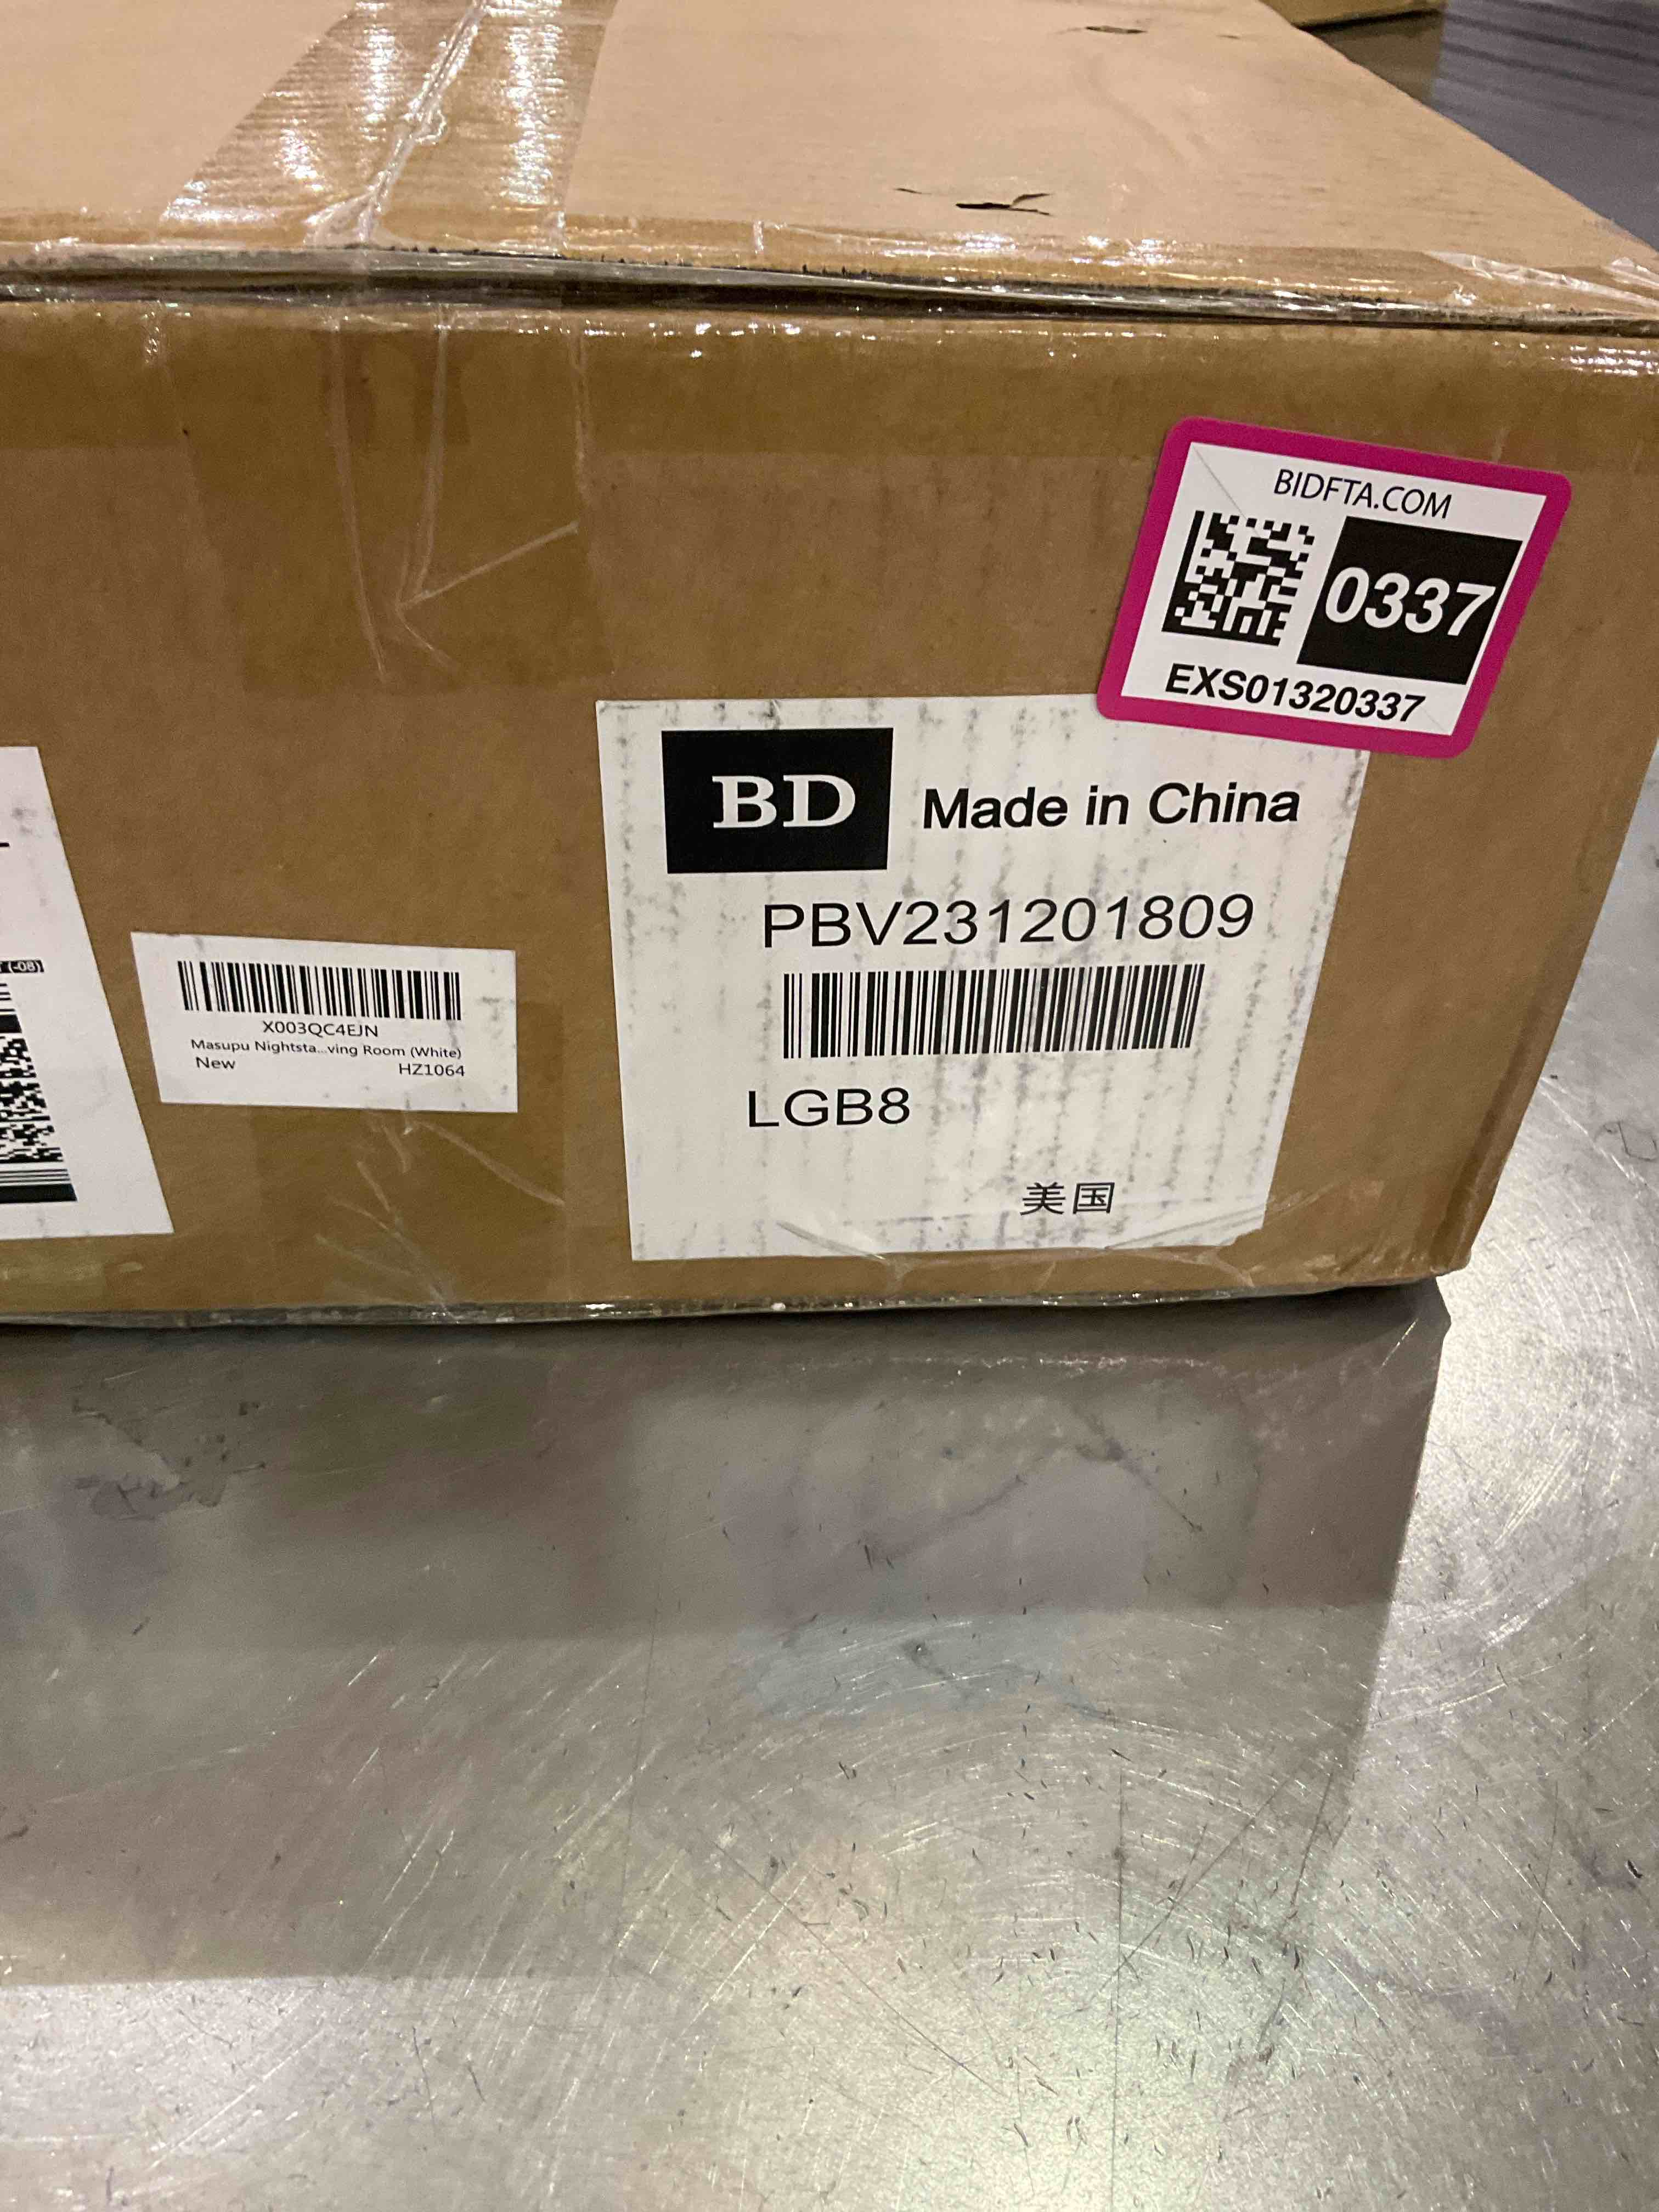 BIDFTA.COM
0337
EXS01320337
BD Made in China
PBV231201809
LGB8
美国
(-08)
X003QC4EJN
Masupu Nightsta...ving Room (White)
New HZ1064